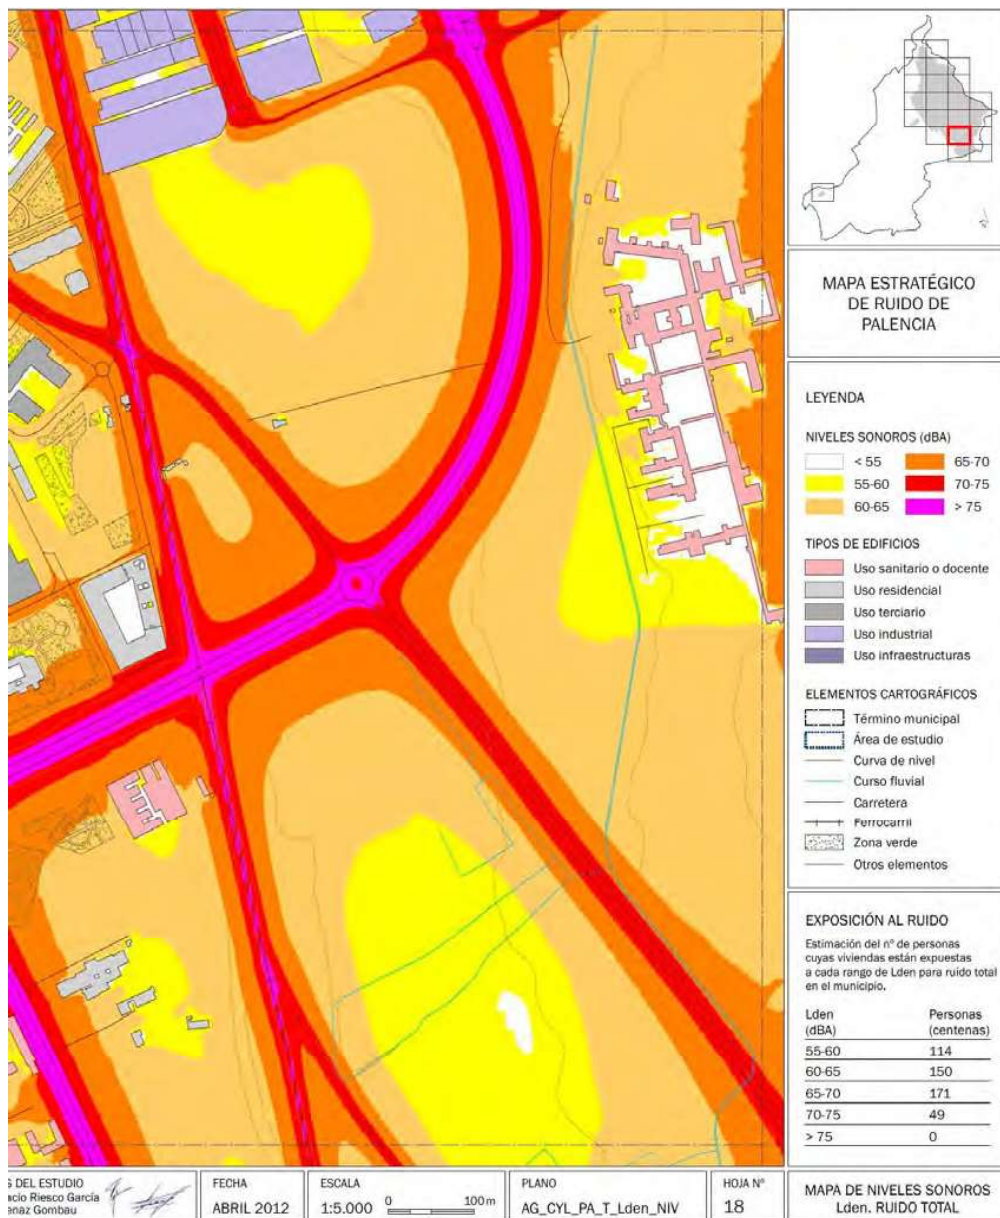 MAPA ESTRATÉGICO
DE RUIDO DE
PALENCIA
LEYENDA
NIVELES SONOROS (dBA)
< 55
65-70
55-60
70-75
60-65
> 75
TIPOS DE EDIFICIOS
Uso sanitario o docente
Uso residencial
Uso terciario
Uso industrial
Uso infraestructuras
ELEMENTOS CARTOGRÁFICOS
Término municipal
Área de estudio
Curva de nivel
Curso fluvial
Carretera
Ferrocarril
Zona verde
Otros elementos
EXPOSICIÓN AL RUIDO
Estimación del nº de personas
cuyas viviendas están expuestas
a cada rango de Lden para ruido total
en el municipio.
Lden Personas
(dBA) (centenas)
55-60 114
60-65 150
65-70 171
70-75 49
> 75 0
DEL ESTUDIO
Riesco García
Gombau
FECHA
ABRIL 2012
ESCALA
1:5.000 0 100 m
PLANO
AG_CYL_PA_T_Lden_NIV
HOJA Nº
18
MAPA DE NIVELES SONOROS
Lden. RUIDO TOTAL